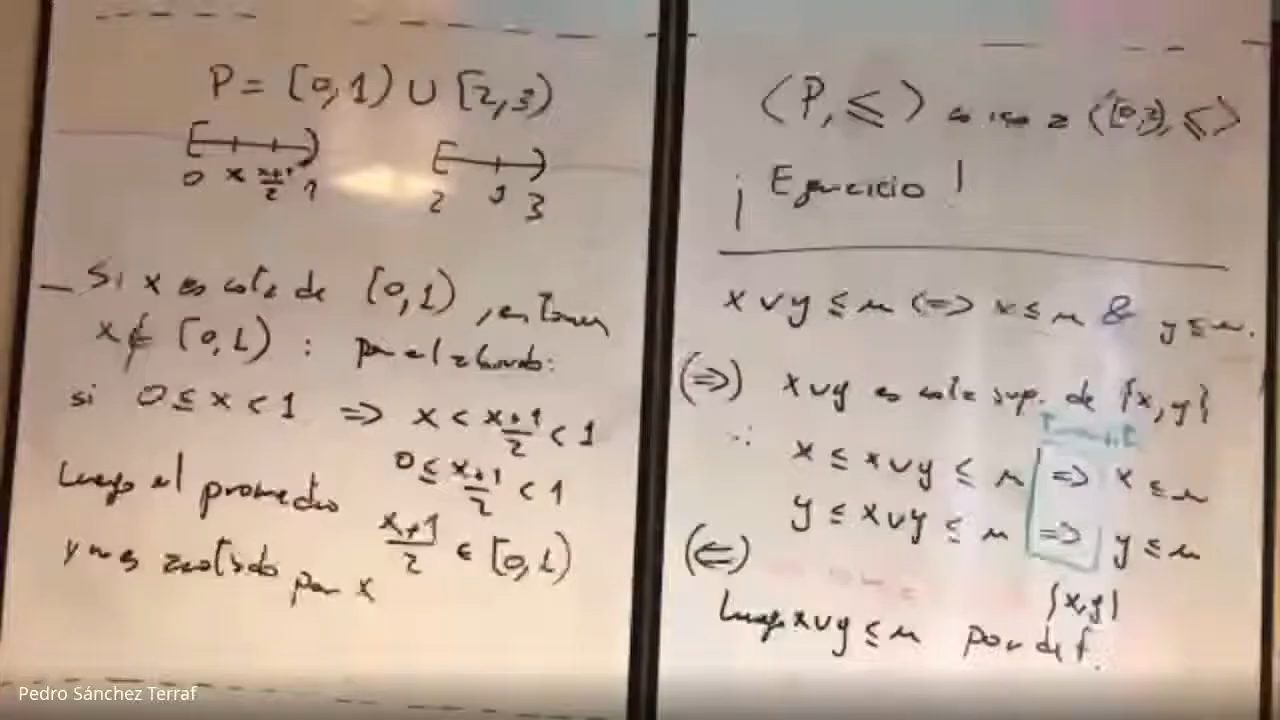 P = [0,1) ∪ [2,3)
0 x x+1/2 1 2 y 3
Si x es cota de [0,1), entonces
x ∉ [0,1) : por el absurdo:
si 0 ≤ x < 1 ⇒ x < x+1/2 < 1
0 ≤ x+1/2 < 1
Luego el promedio x+1/2 ∈ [0,1)
y no es acotado por x
⟨P, ≤⟩ es iso a ⟨[0,3), ≤⟩
¡ Ejercicio !
x ∨ y ≤ m ⇔ x ≤ m & y ≤ m.
(⇒) x ∨ y es cota sup. de {x,y}
Transit
∴ x ≤ x ∨ y ≤ m ⇒ x ≤ m
y ≤ x ∨ y ≤ m ⇒ y ≤ m
(⇐)
{x,y}
Luego x ∨ y ≤ m por def.
Pedro Sánchez Terraf